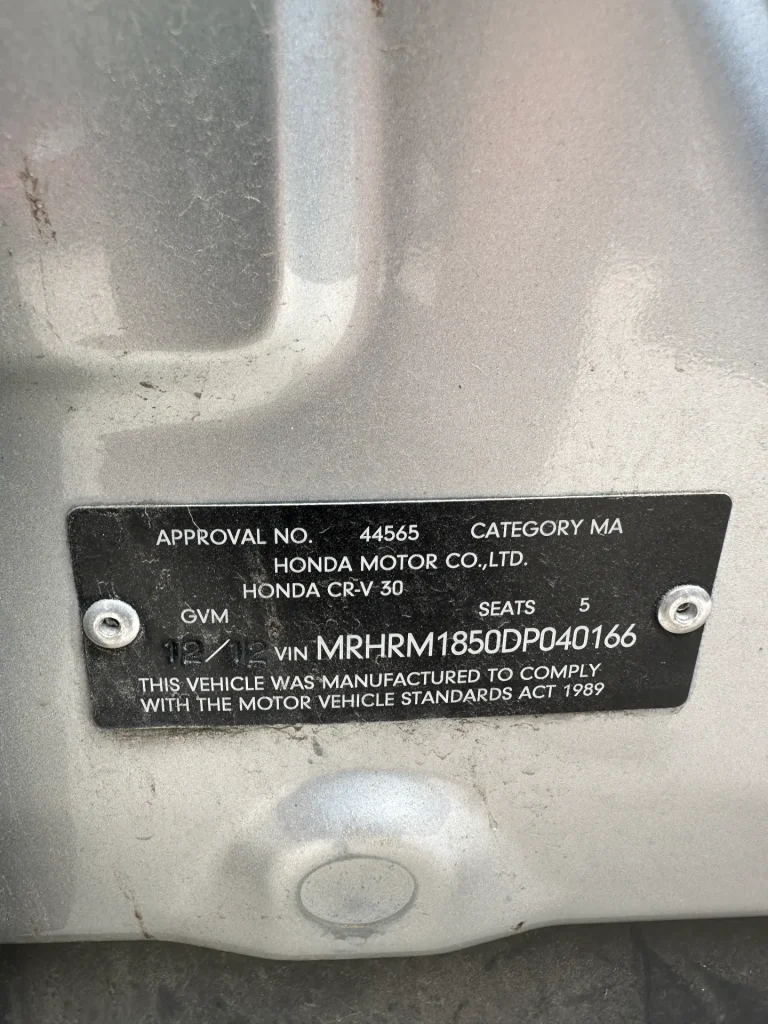 APPROVAL NO. 44565 CATEGORY MA
HONDA MOTOR CO.,LTD.
HONDA CR-V 30
GVM SEATS 5
12/12 VIN MRHRM1850DP040166
THIS VEHICLE WAS MANUFACTURED TO COMPLY
WITH THE MOTOR VEHICLE STANDARDS ACT 1989